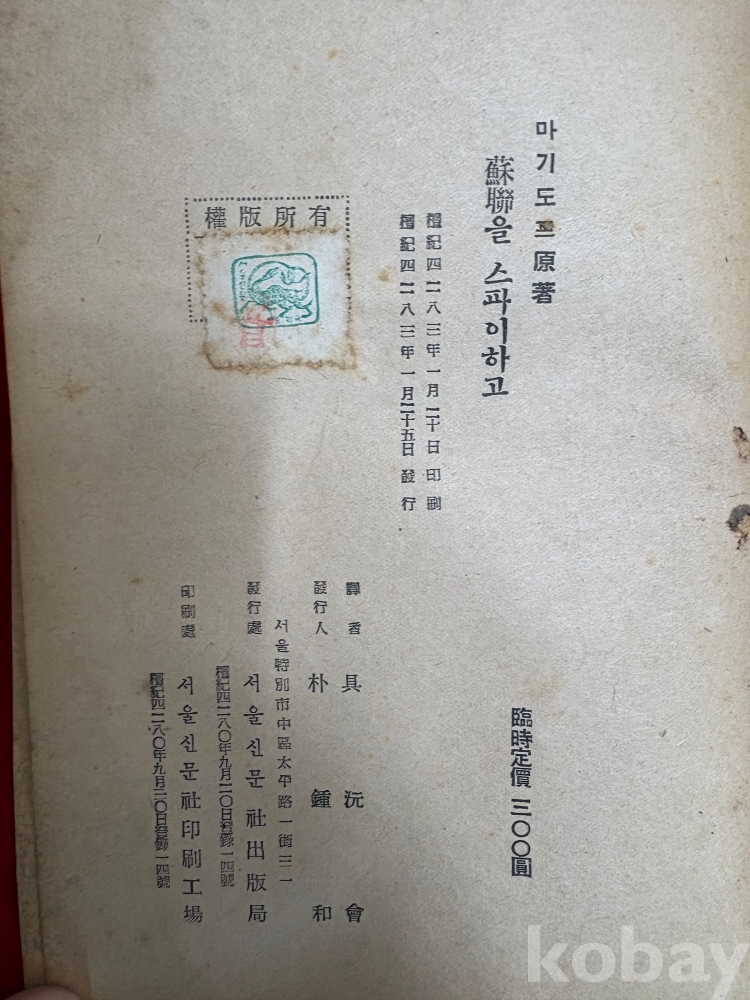 마기도프 原著
蘇聯을 스파이하고
臨時定價 三〇〇圓
檀紀四二八三年一月二十日 印刷
檀紀四二八三年一月二十五日 發行
權版所有
譯者 具沅會
發行人 朴鍾和
서울特別市中區太平路一街三一
發行處 서울신문社出版局
檀紀四二八〇年九月二〇日登錄一四號
印刷處 서울신문社印刷工場
檀紀四二八〇年九月二〇日登錄一四號
kobay